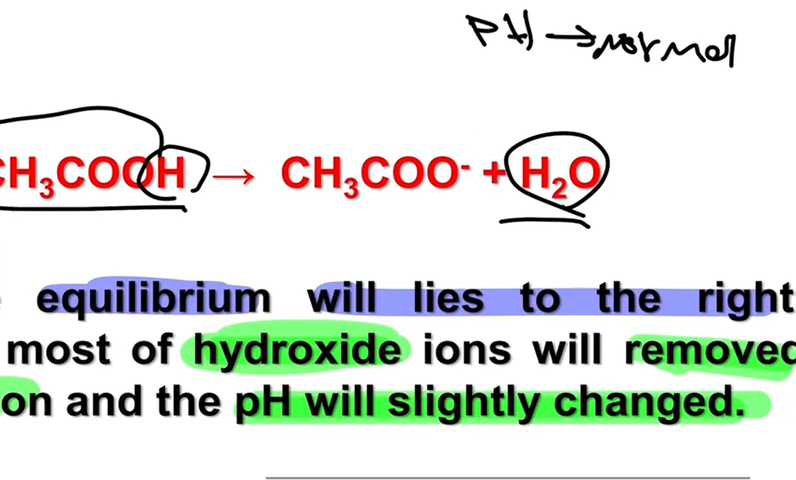 PH → normal
CH₃COOH → CH₃COO⁻ + H₂O
equilibrium will lies to the right
most of hydroxide ions will removed
on and the pH will slightly changed.